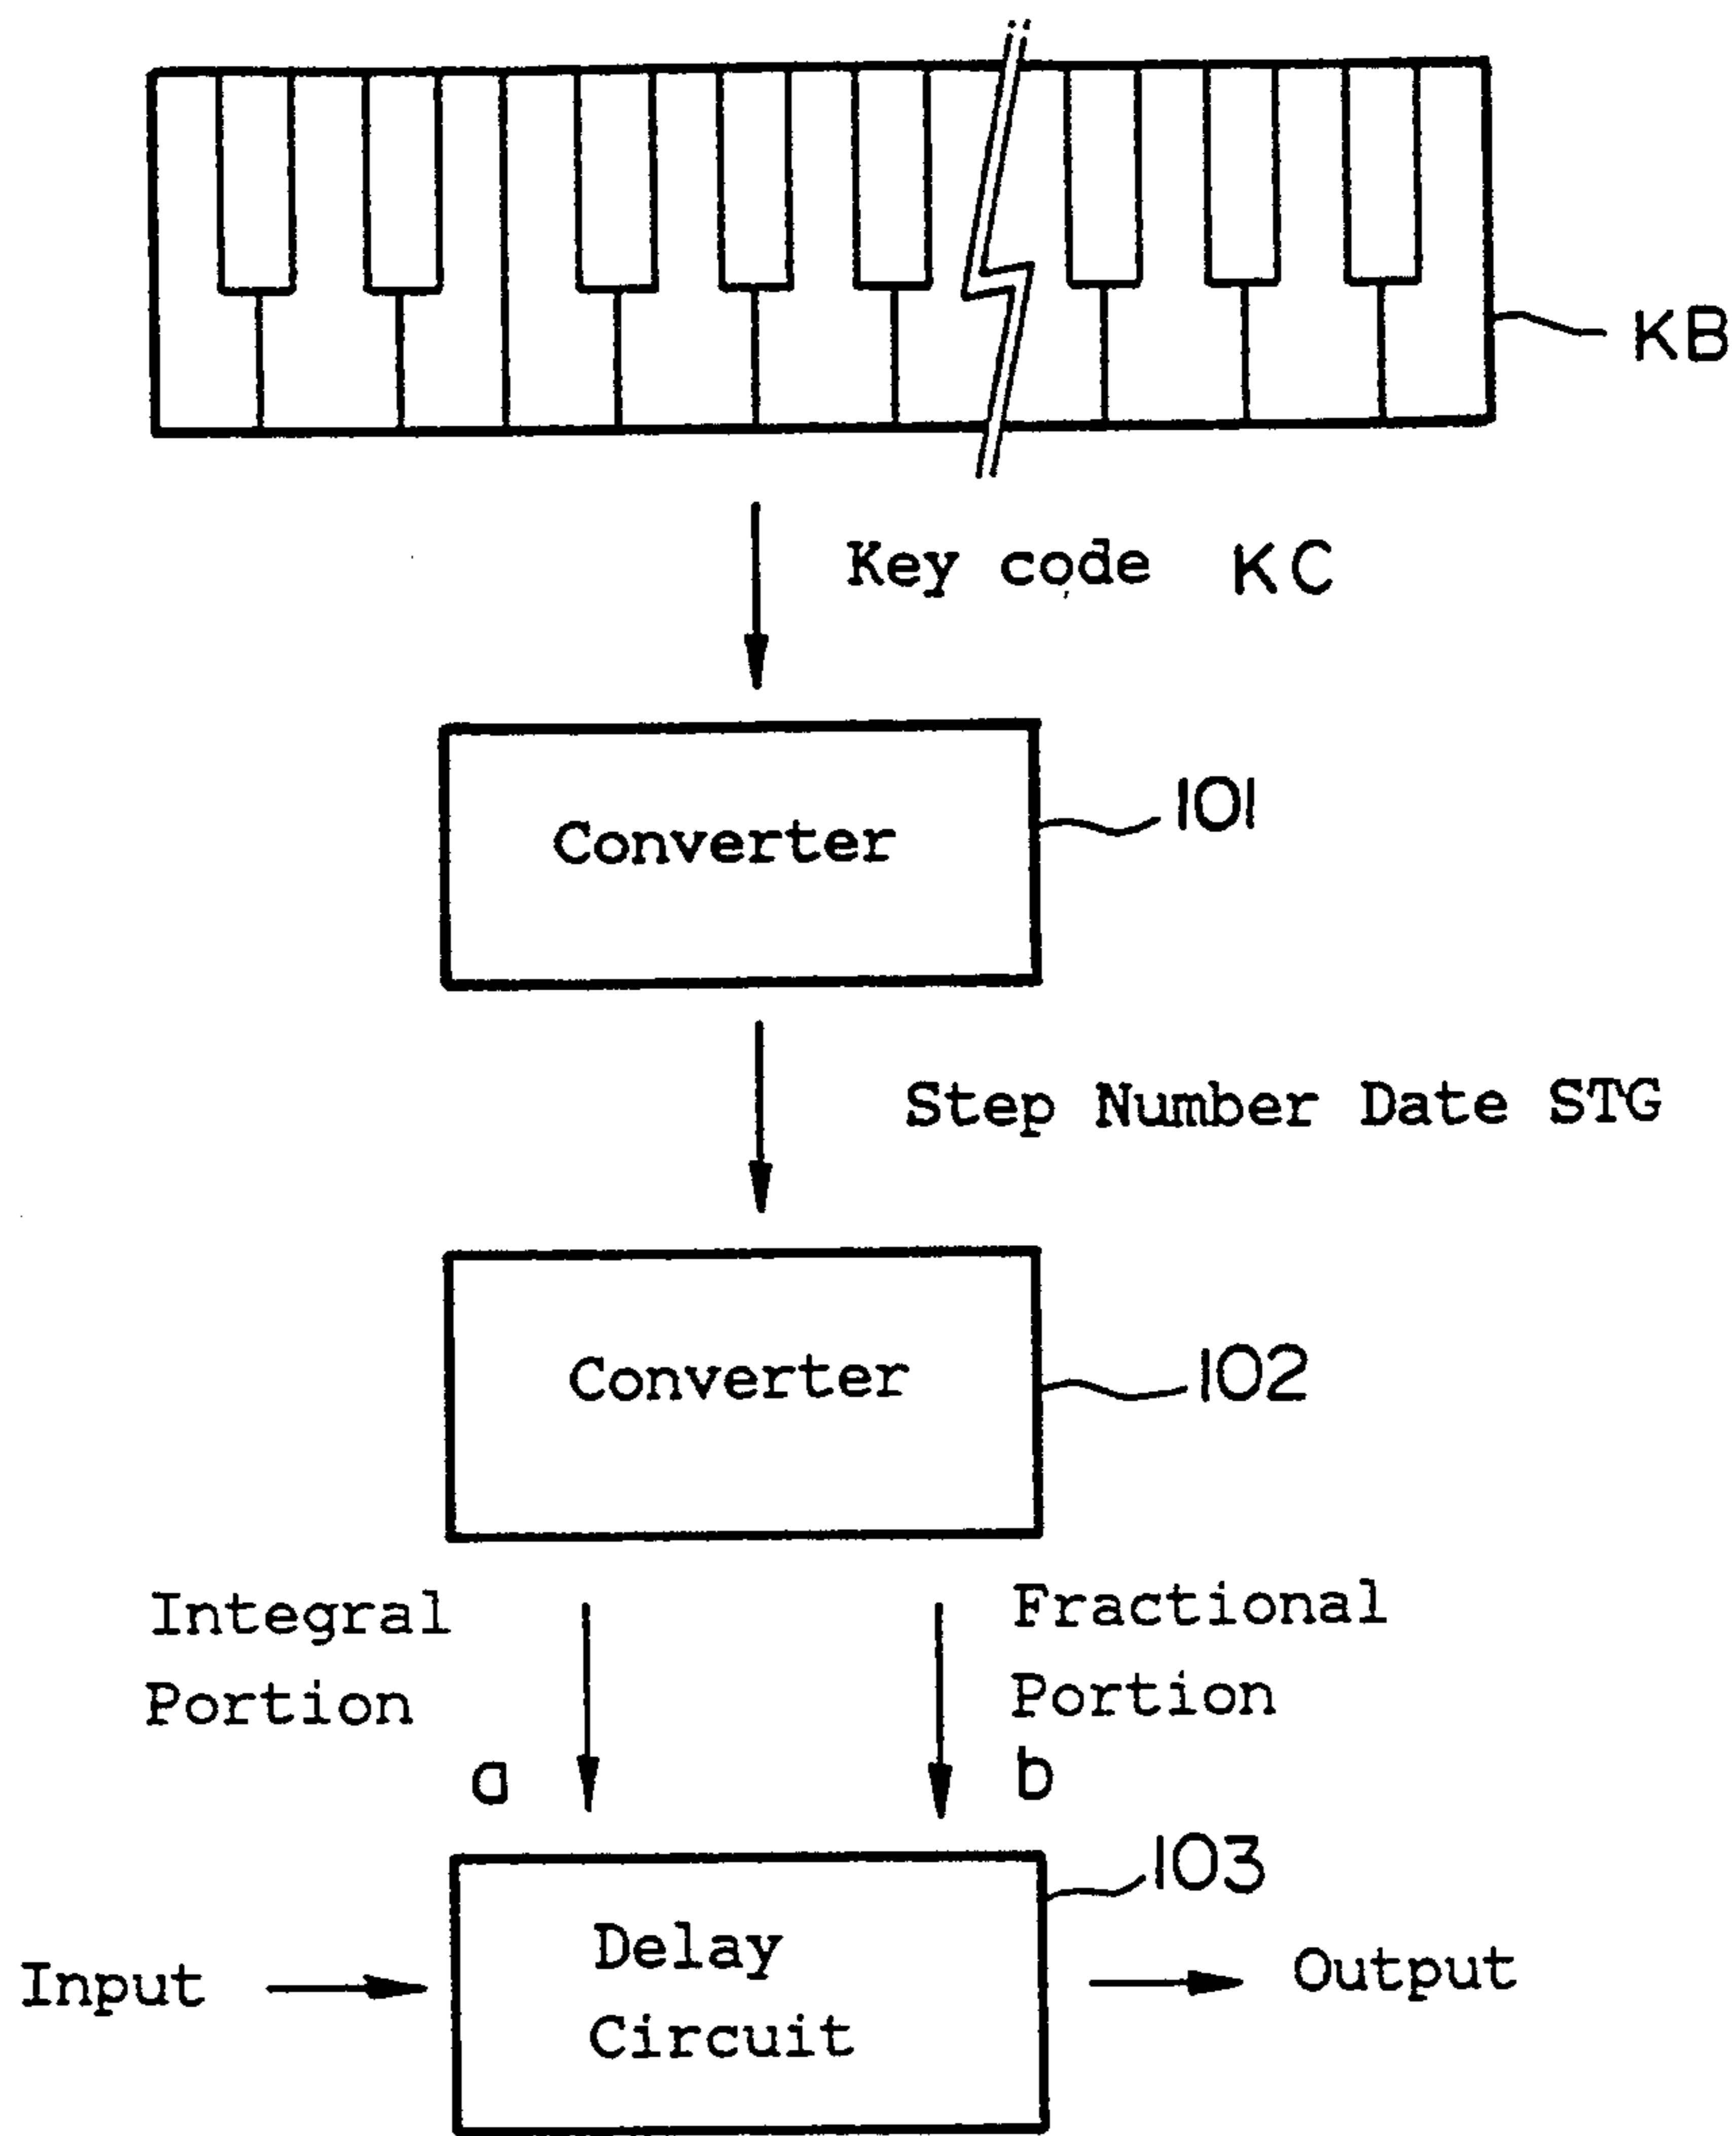 KB
Key code KC
Converter
101
Step Number Date STG
Converter
102
Integral
Portion
a
Fractional
Portion
b
103
Delay
Circuit
Input
Output